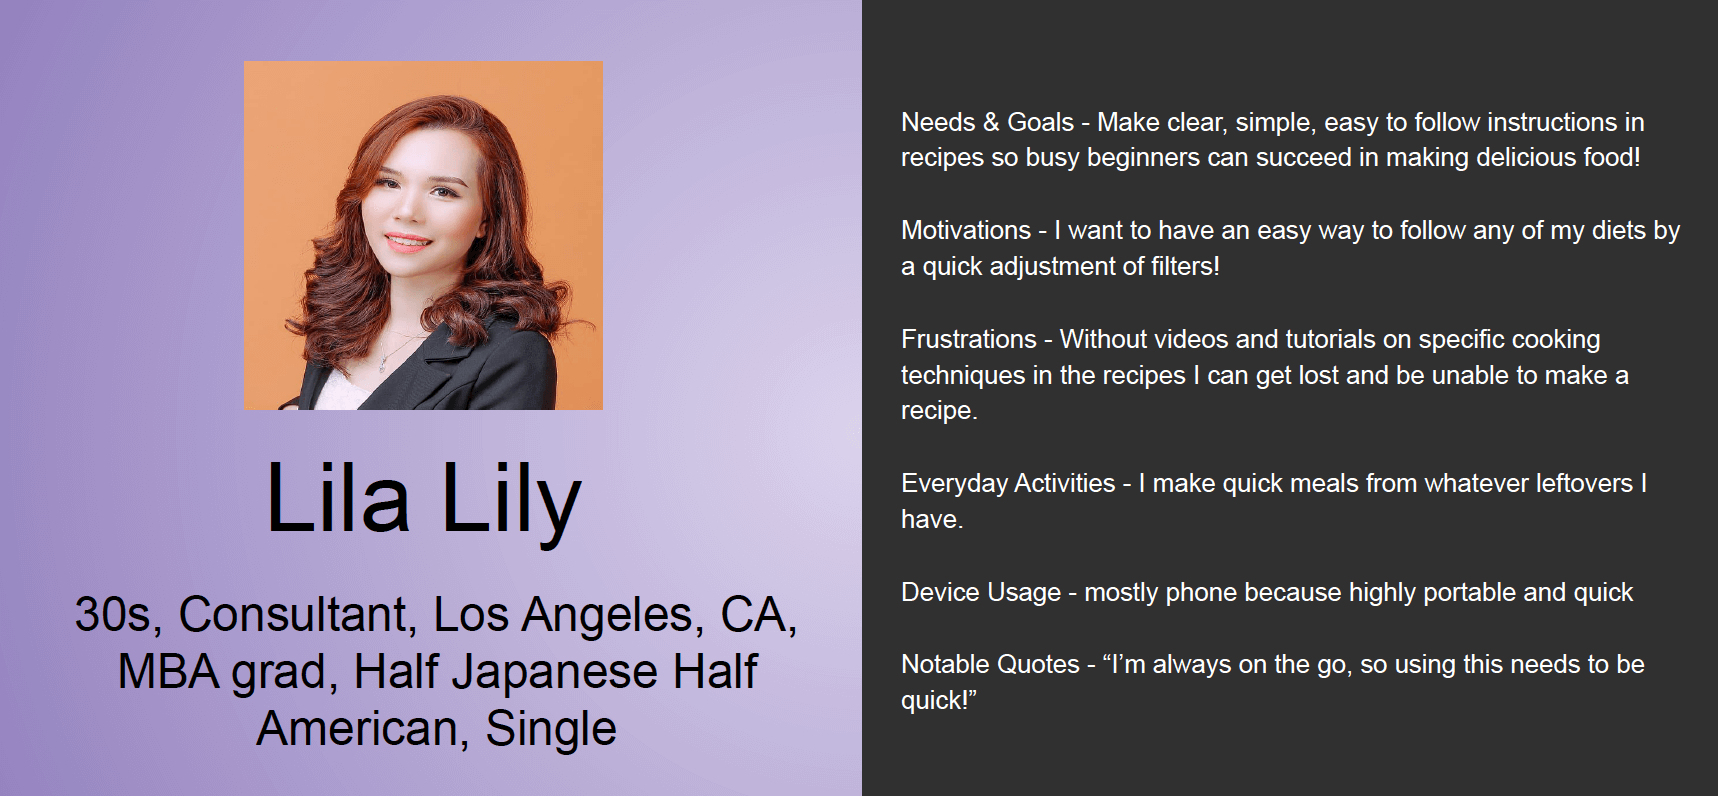 Lila Lily
30s, Consultant, Los Angeles, CA,
MBA grad, Half Japanese Half
American, Single
Needs & Goals - Make clear, simple, easy to follow instructions in
recipes so busy beginners can succeed in making delicious food!
Motivations - I want to have an easy way to follow any of my diets by
a quick adjustment of filters!
Frustrations - Without videos and tutorials on specific cooking
techniques in the recipes I can get lost and be unable to make a
recipe.
Everyday Activities - I make quick meals from whatever leftovers I
have.
Device Usage - mostly phone because highly portable and quick
Notable Quotes - “I’m always on the go, so using this needs to be
quick!”